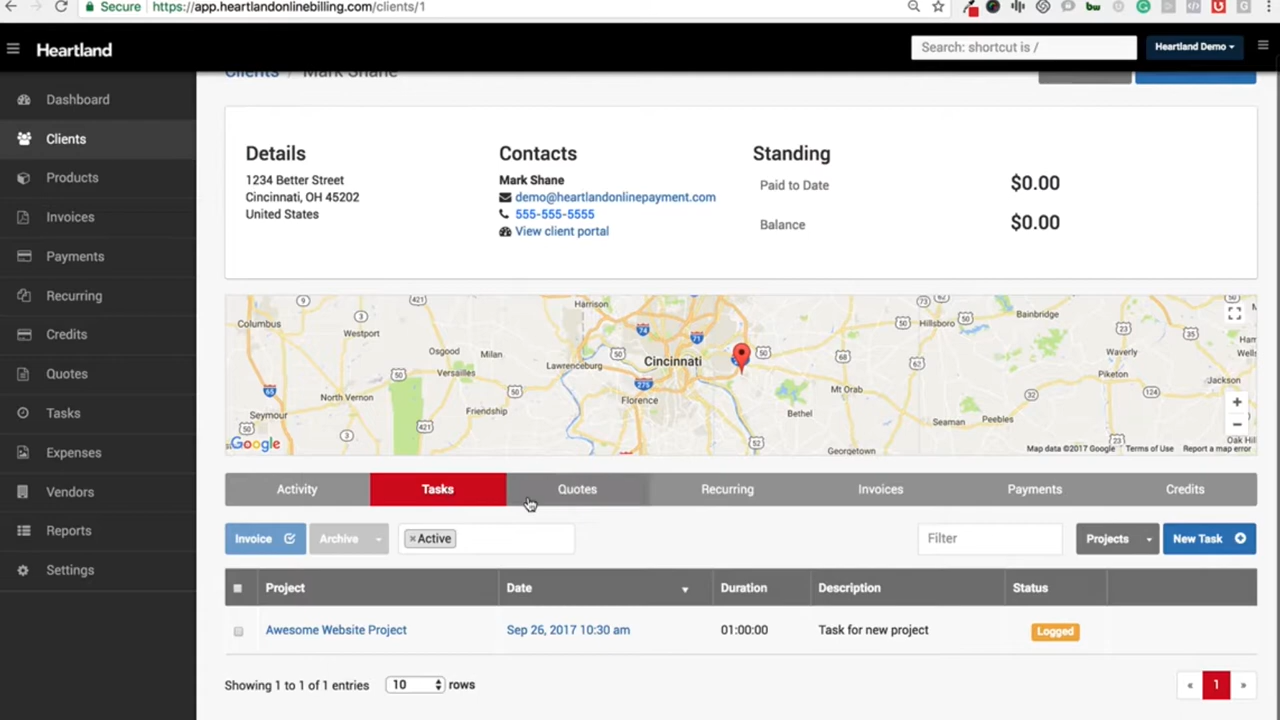 Secure https://app.heartlandonlinebilling.com/clients/1
Heartland
Search: shortcut is /
Heartland Demo
Clients / Mark Shane
Dashboard
Clients
Products
Invoices
Payments
Recurring
Credits
Quotes
Tasks
Expenses
Vendors
Reports
Settings
Details
1234 Better Street
Cincinnati, OH 45202
United States
Contacts
Mark Shane
demo@heartlandonlinepayment.com
555-555-5555
View client portal
Standing
Paid to Date $0.00
Balance $0.00
Columbus
Westport
Osgood
Milan
Versailles
North Vernon
Friendship
Seymour
Harrison
Lawrenceburg
Cincinnati
Florence
Hillsboro
Bainbridge
Waverly
Piketon
Jackson
Mt Orab
Bethel
Seaman
Peebles
Georgetown
Google
Map data ©2017 Google Terms of Use Report a map error
Activity Tasks Quotes Recurring Invoices Payments Credits
Invoice Archive × Active Filter Projects New Task
Project Date Duration Description Status
Awesome Website Project Sep 26, 2017 10:30 am 01:00:00 Task for new project Logged
Showing 1 to 1 of 1 entries 10 rows « 1 »